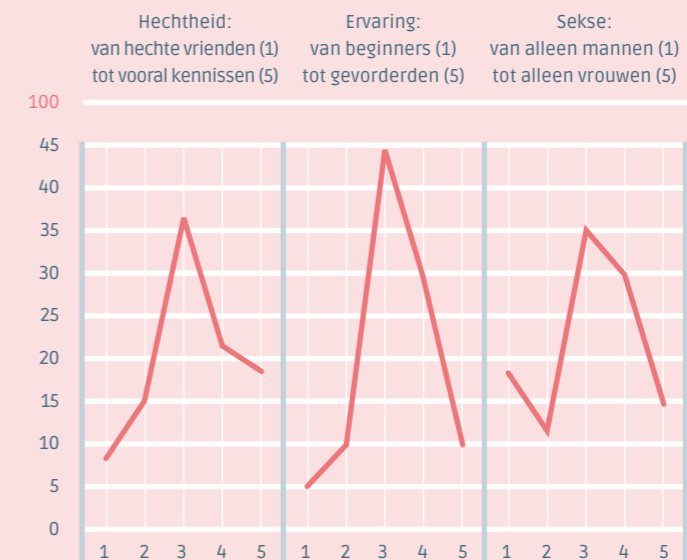 Hechtheid:
van hechte vrienden (1)
tot vooral kennissen (5)
Ervaring:
van beginners (1)
tot gevorderden (5)
Sekse:
van alleen mannen (1)
tot alleen vrouwen (5)
100
45
40
35
30
25
20
15
10
5
0
1 2 3 4 5
1 2 3 4 5
1 2 3 4 5